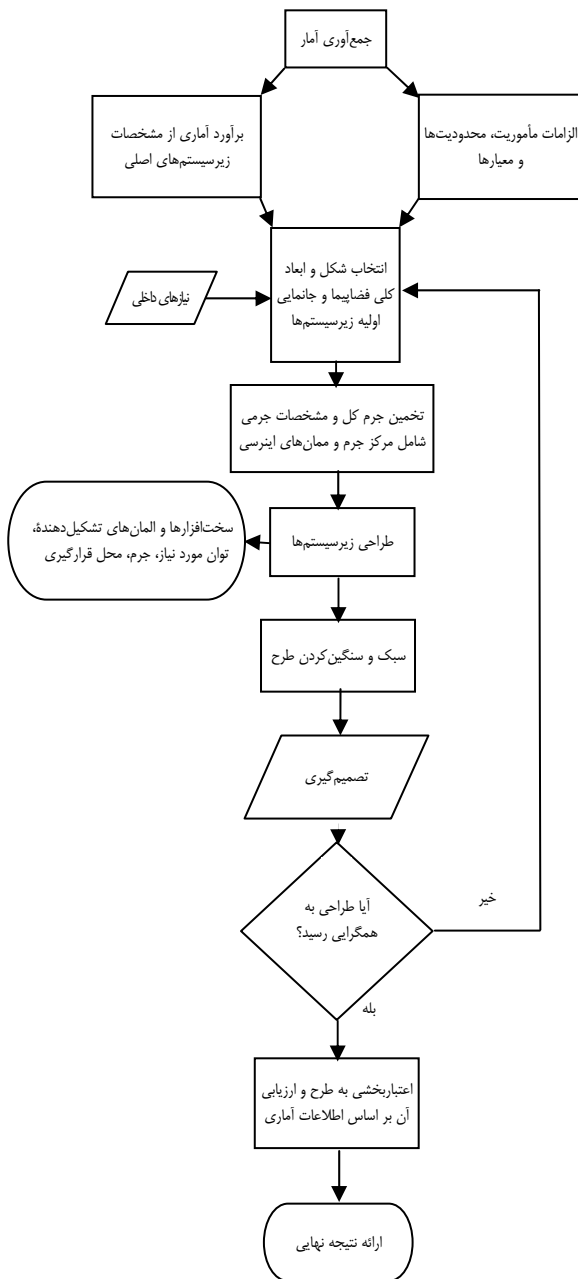 جمع‌آوری آمار
الزامات مأموریت، محدودیت‌ها
و معیارها
برآورد آماری از مشخصات
زیرسیستم‌های اصلی
انتخاب شکل و ابعاد
کلی فضاپیما و جانمایی
اولیه زیرسیستم‌ها
نیازهای داخلی
تخمین جرم کل و مشخصات جرمی
شامل مرکز جرم و ممان‌های اینرسی
طراحی زیرسیستم‌ها
سخت‌افزارها و المان‌های تشکیل‌دهندۀ،
توان مورد نیاز، جرم، محل قرارگیری
سبک و سنگین‌کردن طرح
تصمیم‌گیری
آیا طراحی به
همگرایی رسید؟
خیر
بله
اعتباربخشی به طرح و ارزیابی
آن بر اساس اطلاعات آماری
ارائه نتیجه نهایی